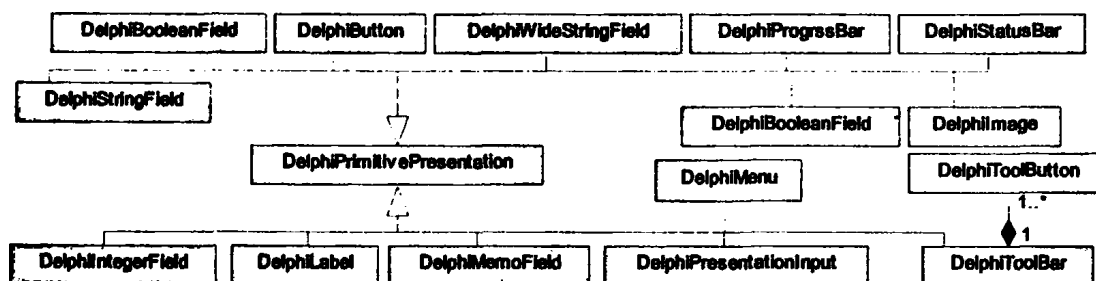 DelphiBooleanField
DelphiButton
DelphiWideStringField
DelphiProgrssBar
DelphiStatusBar
DelphiStringField
DelphiBooleanField
DelphiImage
DelphiPrimitivePresentation
DelphiMenu
DelphiToolButton
1..*
1
DelphiIntegerField
DelphiLabel
DelphiMemoField
DelphiPresentationInput
DelphiToolBar